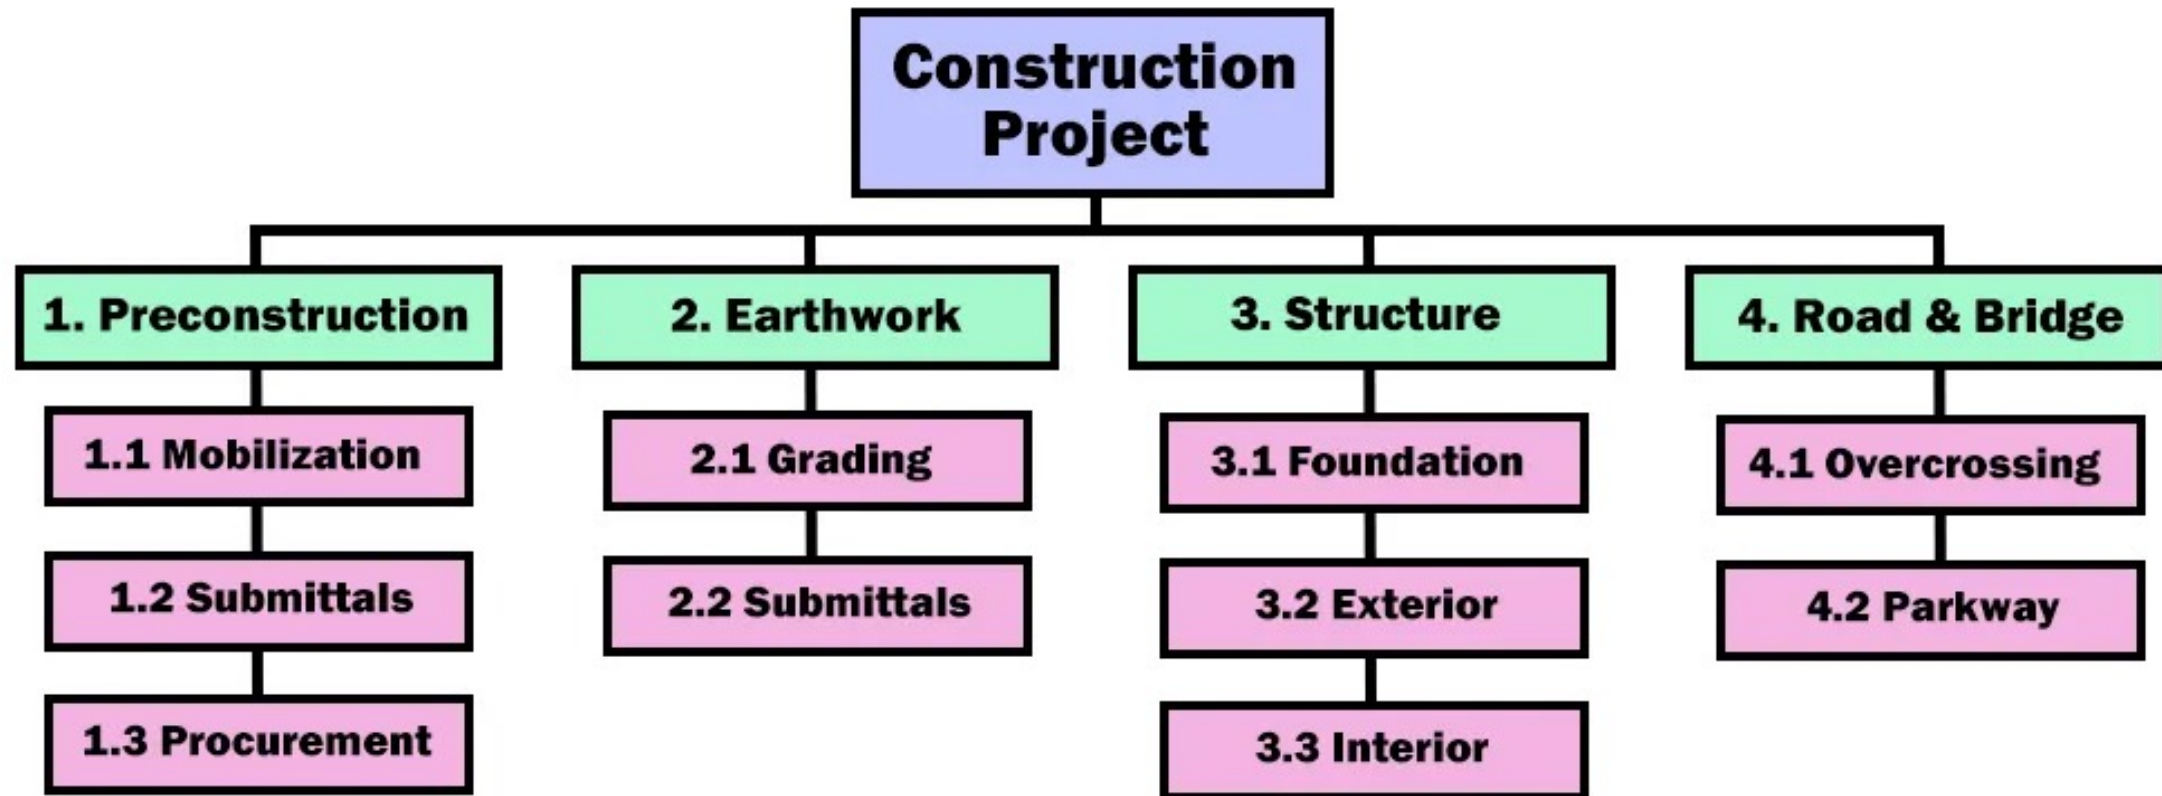 Construction
Project
1. Preconstruction
1.1 Mobilization
1.2 Submittals
1.3 Procurement
2. Earthwork
2.1 Grading
2.2 Submittals
3. Structure
3.1 Foundation
3.2 Exterior
3.3 Interior
4. Road & Bridge
4.1 Overcrossing
4.2 Parkway